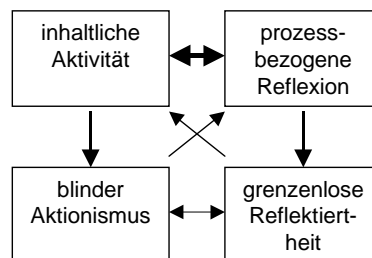 inhaltliche
Aktivität
prozess-
bezogene
Reflexion
blinder
Aktionismus
grenzenlose
Reflektiert-
heit